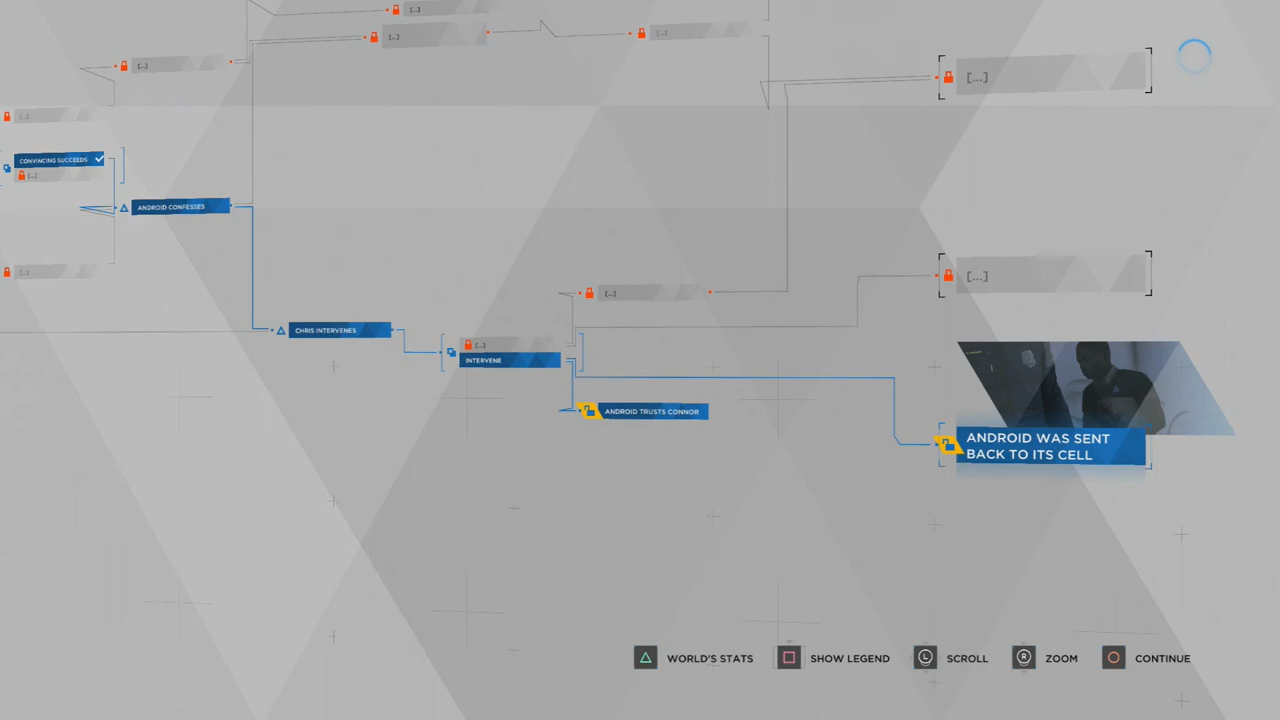 [...]
[...]
[...]
[...]
[...]
[...]
CONVINCING SUCCEEDS
[...]
ANDROID CONFESSES
[...]
[...]
[...]
CHRIS INTERVENES
[...]
INTERVENE
ANDROID TRUSTS CONNOR
ANDROID WAS SENT
BACK TO ITS CELL
WORLD'S STATS
SHOW LEGEND
L
SCROLL
R
ZOOM
CONTINUE